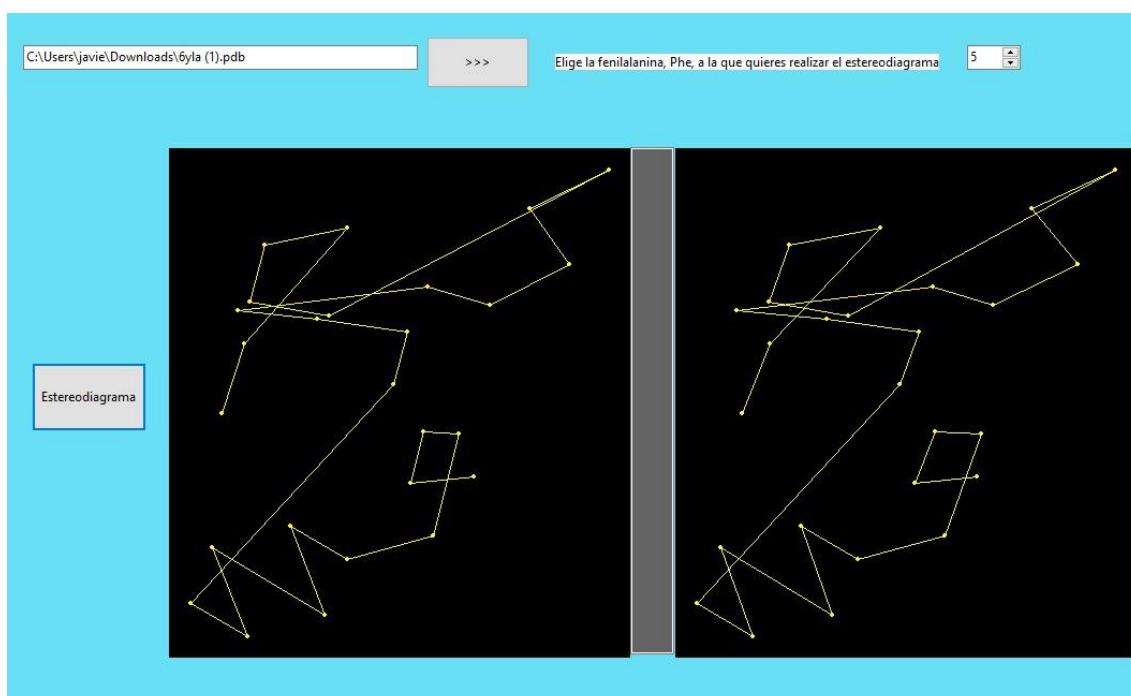 C:\Users\javie\Downloads\6yla (1).pdb
>>>
Elige la fenilalanina, Phe, a la que quieres realizar el estereodiagrama
5
Estereodiagrama